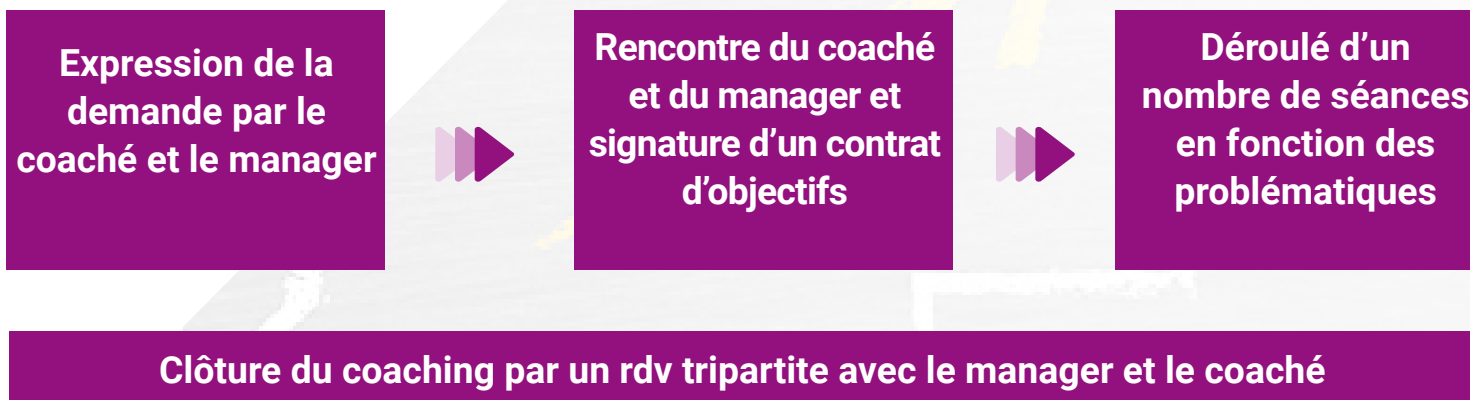 Expression de la
demande par le
coaché et le manager
Rencontre du coaché
et du manager et
signature d’un contrat
d’objectifs
Déroulé d’un
nombre de séances
en fonction des
problématiques
Clôture du coaching par un rdv tripartite avec le manager et le coaché